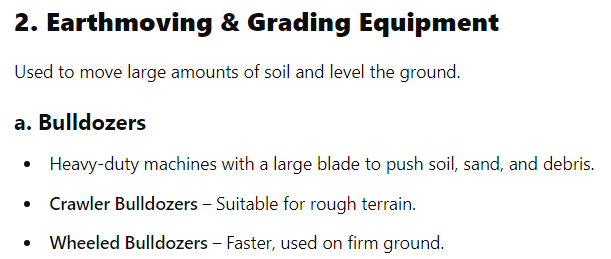 2. Earthmoving & Grading Equipment
Used to move large amounts of soil and level the ground.
a. Bulldozers
• Heavy-duty machines with a large blade to push soil, sand, and debris.
• Crawler Bulldozers – Suitable for rough terrain.
• Wheeled Bulldozers – Faster, used on firm ground.